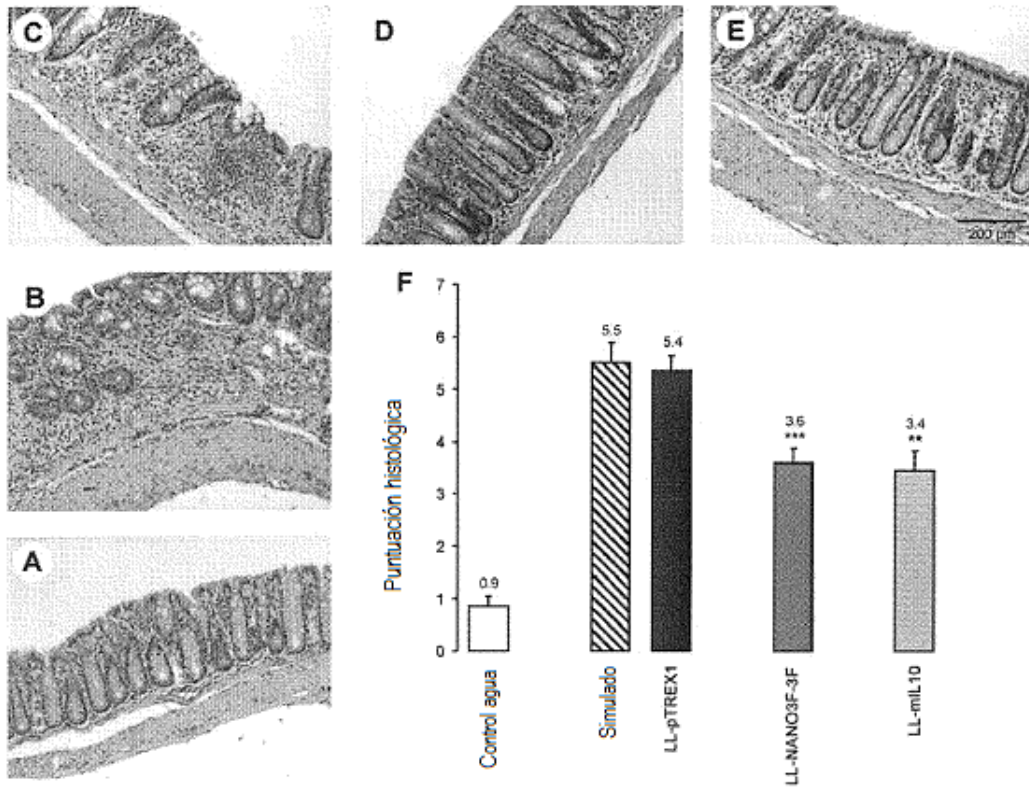 C
D
E
200 µm
B
A
F
Puntuación histológica
7
6
5
4
3
2
1
0
0.9
5.5
5.4
3.6
***
3.4
**
Control agua
Simulado
LL-pTREX1
LL-NANO3F-3F
LL-mIL10